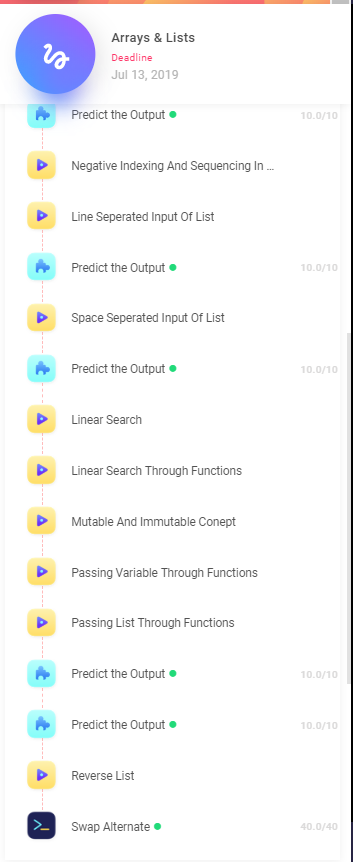 Arrays & Lists
Deadline
Jul 13, 2019
Predict the Output 10.0/10
Negative Indexing And Sequencing In ...
Line Seperated Input Of List
Predict the Output 10.0/10
Space Seperated Input Of List
Predict the Output 10.0/10
Linear Search
Linear Search Through Functions
Mutable And Immutable Conept
Passing Variable Through Functions
Passing List Through Functions
Predict the Output 10.0/10
Predict the Output 10.0/10
Reverse List
Swap Alternate 40.0/40